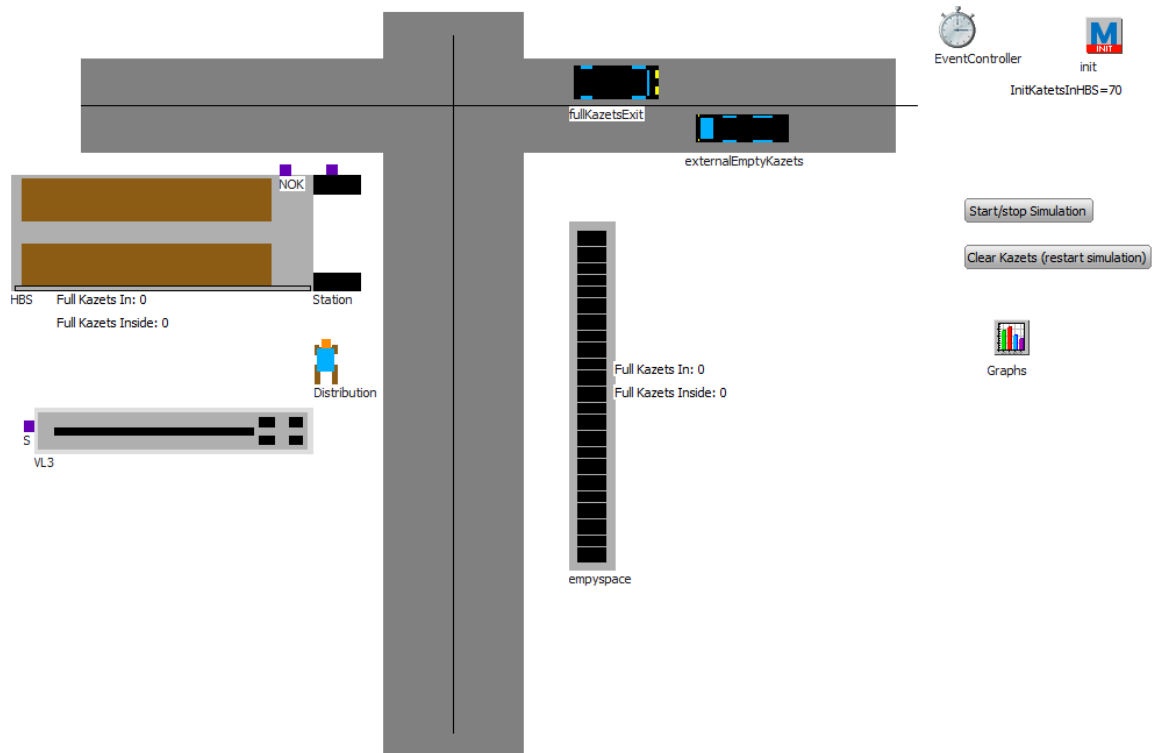 EventController
M
INIT
init
InitKatetsInHBS=70
fullKazetsExit
externalEmptyKazets
NOK
Start/stop Simulation
Clear Kazets (restart simulation)
HBS
Full Kazets In: 0
Station
Full Kazets Inside: 0
Graphs
Full Kazets In: 0
Full Kazets Inside: 0
Distribution
S
VL3
empyspace